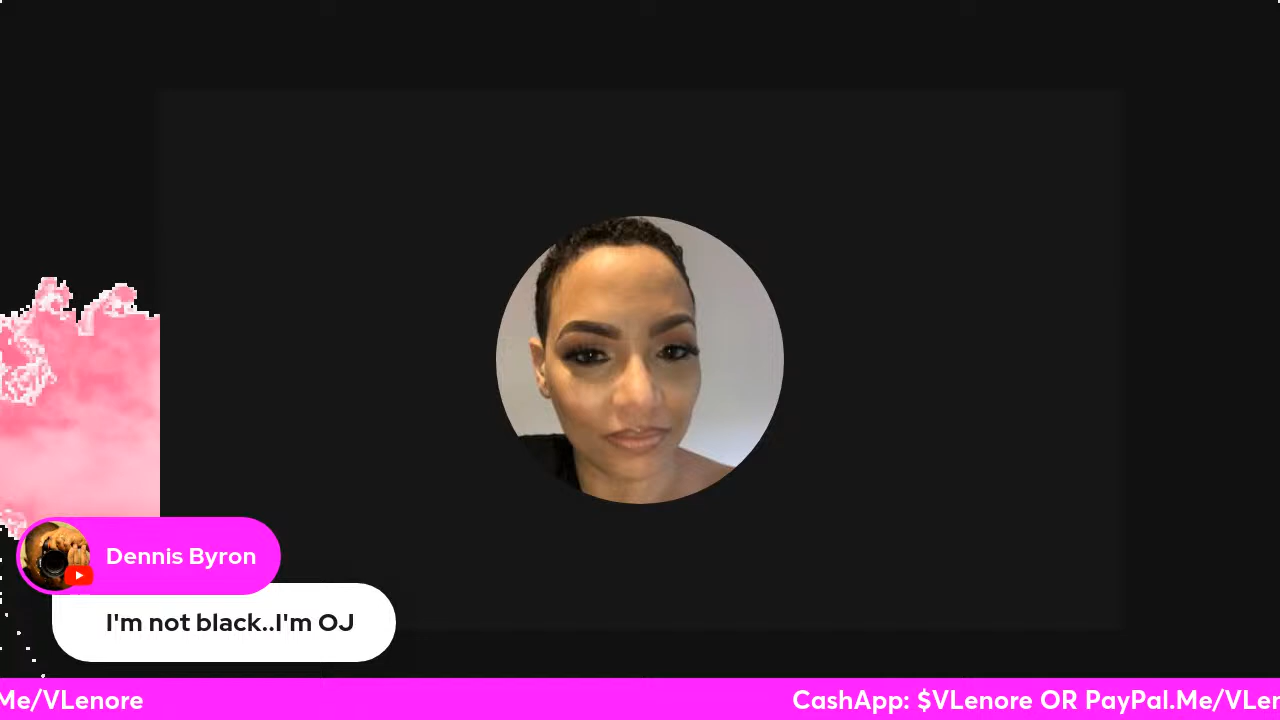 Dennis Byron
I'm not black..I'm OJ
Me/VLenore
CashApp: $VLenore OR PayPal.Me/VLer